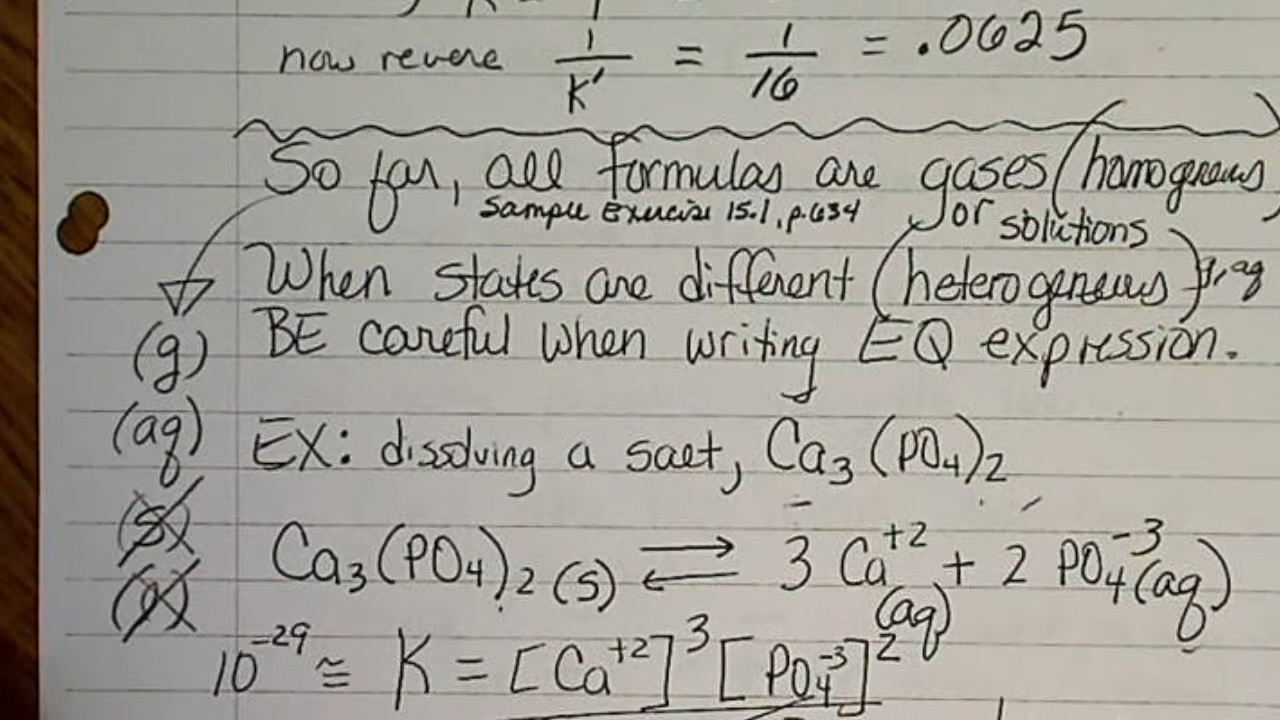 now reverse 1/K' = 1/16 = .0625
So far, all formulas are gases (homogeneous)
Sample Exercise 15.1, p.634 or solutions
When states are different (heterogeneous)
(g) BE careful when writing EQ expression.
(aq) EX: dissolving a salt, Ca₃(PO₄)₂
(s)
Ca₃(PO₄)₂ (s) ⇌ 3 Ca⁺² (aq) + 2 PO₄⁻³ (aq)
(l)
10⁻²⁹ ≅ K = [Ca⁺²]³ [PO₄⁻³]²